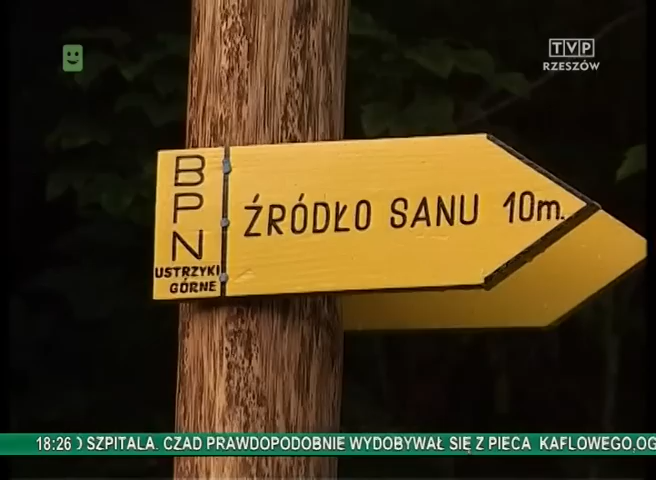 TVP
RZESZÓW
BPN
USTRZYKI
GÓRNE
ŹRÓDŁO SANU 10m.
18:26 SZPITALA. CZAD PRAWDOPODOBNIE WYDOBYWAŁ SIĘ Z PIECA KAFLOWEGO,